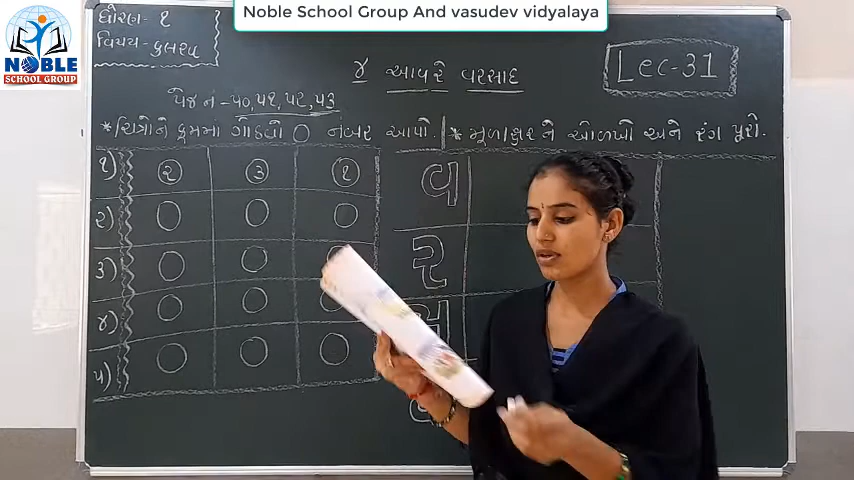 Noble School Group And vasudev vidyalaya
NOBLE
SCHOOL GROUP
ધોરણ- ૧
વિષય- કલરવ
૪ આવરે વરસાદ
Lec-31
પેજ નં - ૫૦,૫૧,૫૨,૫૩
* ચિત્રોને ક્રમમાં ગોઠવી ○ નંબર આપો.
* મૂળાક્ષરને ઓળખો અને રંગ પૂરો.
૧) ૨ ૩ ૧
૨)
૩)
૪)
૫)
વ
ર